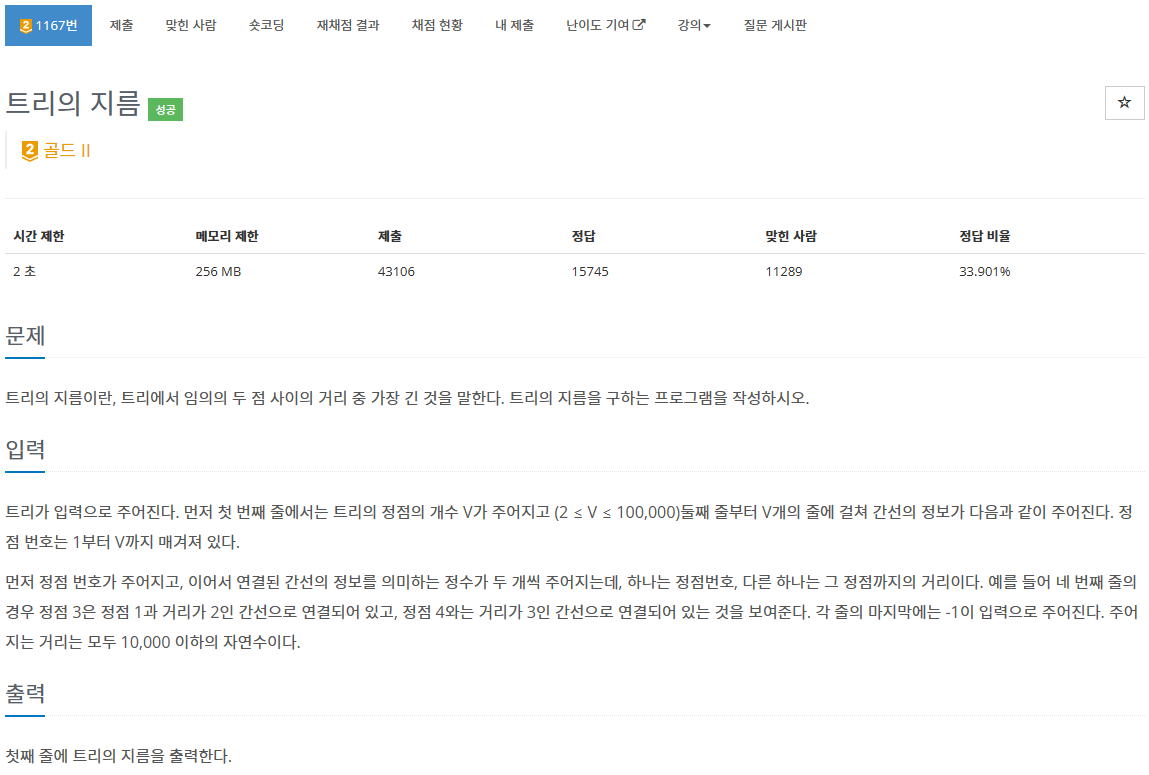 2 1167번 제출 맞힌 사람 숏코딩 재채점 결과 채점 현황 내 제출 난이도 기여 강의 질문 게시판
트리의 지름 성공
2 골드 II
시간 제한 메모리 제한 제출 정답 맞힌 사람 정답 비율
2 초 256 MB 43106 15745 11289 33.901%
문제
트리의 지름이란, 트리에서 임의의 두 점 사이의 거리 중 가장 긴 것을 말한다. 트리의 지름을 구하는 프로그램을 작성하시오.
입력
트리가 입력으로 주어진다. 먼저 첫 번째 줄에서는 트리의 정점의 개수 V가 주어지고 (2 ≤ V ≤ 100,000)둘째 줄부터 V개의 줄에 걸쳐 간선의 정보가 다음과 같이 주어진다. 정
점 번호는 1부터 V까지 매겨져 있다.
먼저 정점 번호가 주어지고, 이어서 연결된 간선의 정보를 의미하는 정수가 두 개씩 주어지는데, 하나는 정점번호, 다른 하나는 그 정점까지의 거리이다. 예를 들어 네 번째 줄의
경우 정점 3은 정점 1과 거리가 2인 간선으로 연결되어 있고, 정점 4와는 거리가 3인 간선으로 연결되어 있는 것을 보여준다. 각 줄의 마지막에는 -1이 입력으로 주어진다. 주어
지는 거리는 모두 10,000 이하의 자연수이다.
출력
첫째 줄에 트리의 지름을 출력한다.